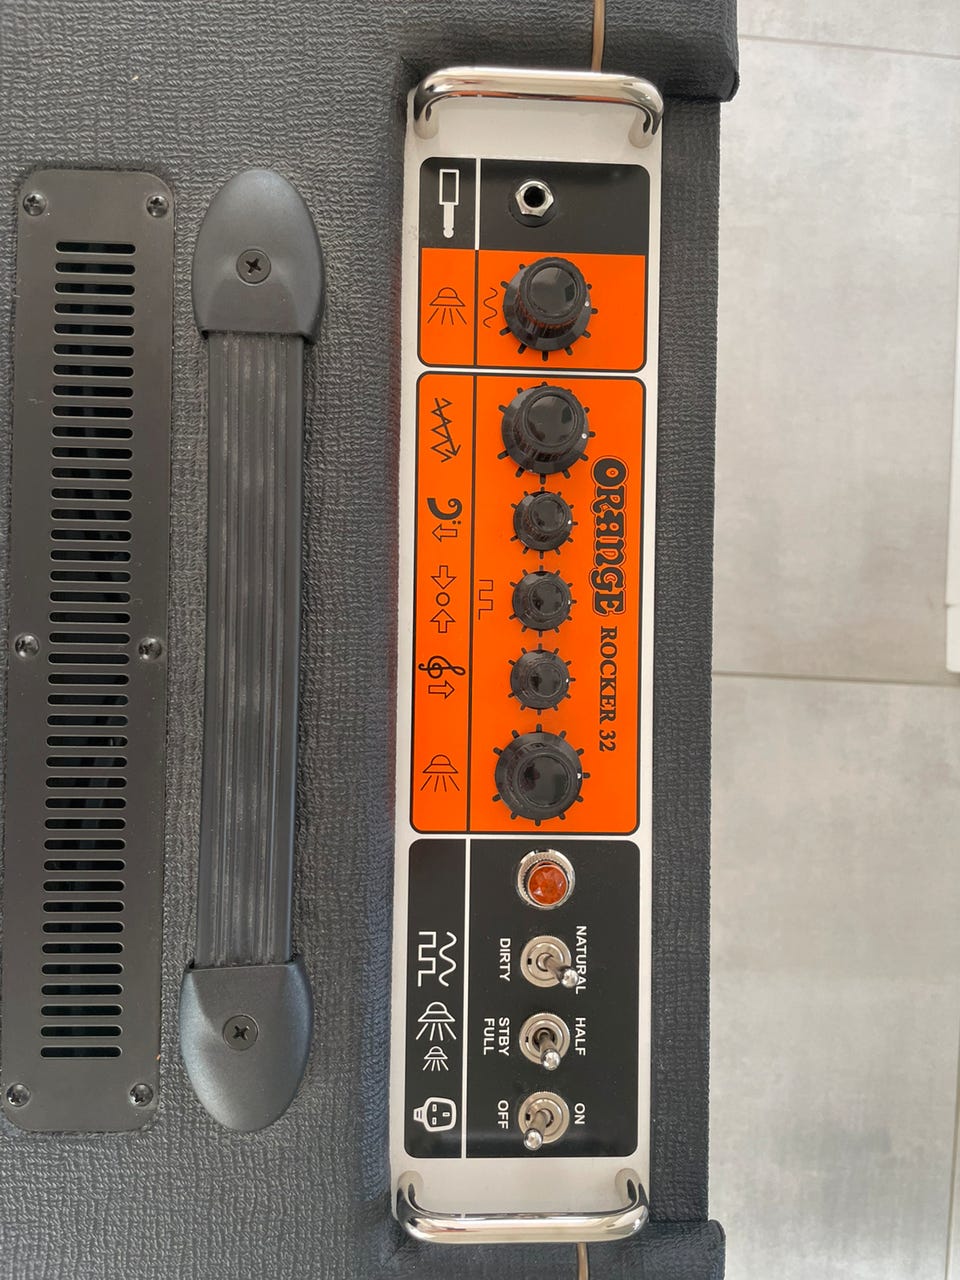 ORANGE ROCKER 32
NATURAL
DIRTY
HALF
STBY
FULL
ON
OFF